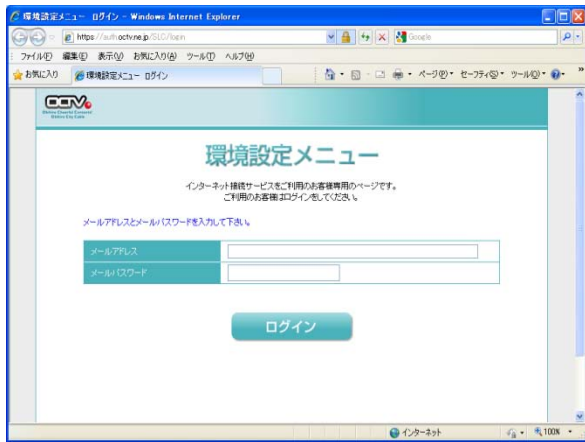 環境設定メニュー ログイン - Windows Internet Explorer
https://auth.octv.ne.jp/SLC/login
Google
ファイル(F) 編集(E) 表示(V) お気に入り(A) ツール(T) ヘルプ(H)
お気に入り 環境設定メニュー ログイン ページ(P) セーフティ(S) ツール(O)
OCTV
環境設定メニュー
インターネット接続サービスをご利用のお客様専用のページです。
ご利用のお客様はログインをしてください。
メールアドレスとメールパスワードを入力して下さい。
メールアドレス
メールパスワード
ログイン
インターネット 100%